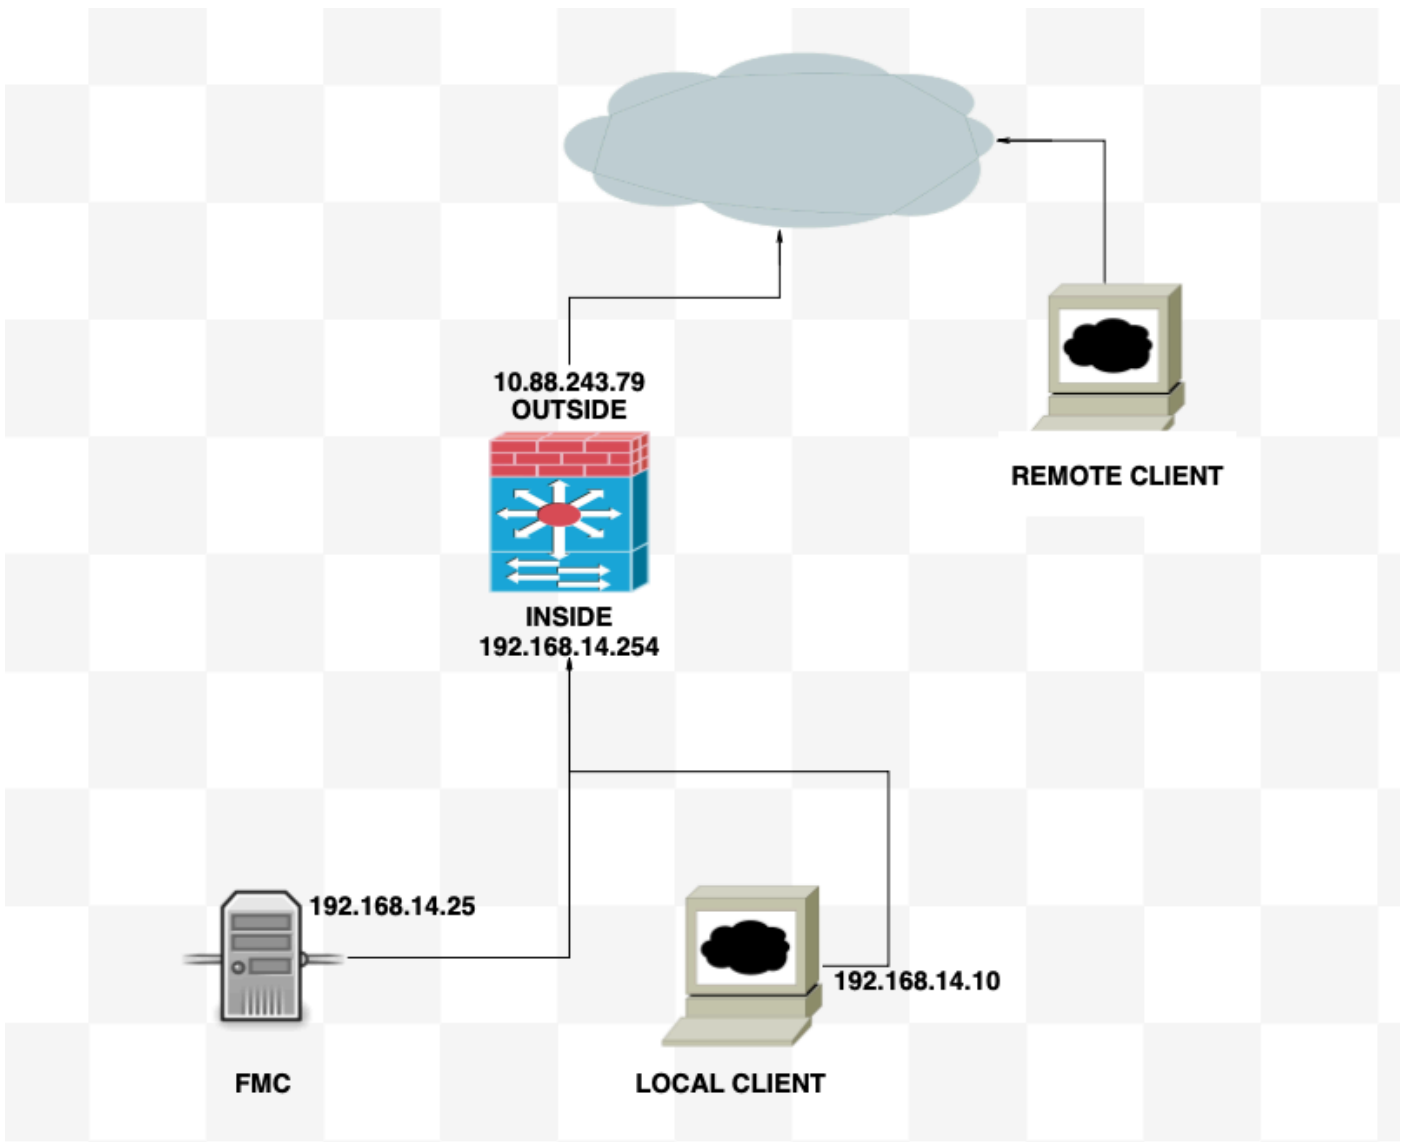 10.88.243.79
OUTSIDE
REMOTE CLIENT
INSIDE
192.168.14.254
192.168.14.25
192.168.14.10
FMC
LOCAL CLIENT